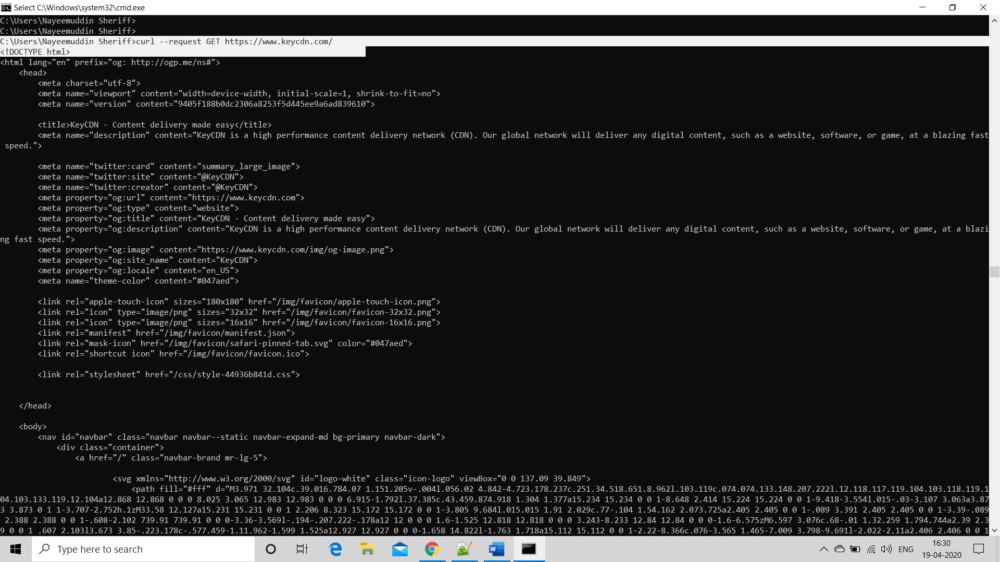 Select C:\Windows\system32\cmd.exe
C:\Users\Nayeemuddin Sheriff>
C:\Users\Nayeemuddin Sheriff>
C:\Users\Nayeemuddin Sheriff>curl --request GET https://www.keycdn.com/
<!DOCTYPE html>
<html lang="en" prefix="og: http://ogp.me/ns#">
    <head>
        <meta charset="utf-8">
        <meta name="viewport" content="width=device-width, initial-scale=1, shrink-to-fit=no">
        <meta name="version" content="9405f188b0dc2306a8253f5d445ee9a6ad839610">
        <title>KeyCDN - Content delivery made easy</title>
        <meta name="description" content="KeyCDN is a high performance content delivery network (CDN). Our global network will deliver any digital content, such as a website, software, or game, at a blazing fast
 speed.">
        <meta name="twitter:card" content="summary_large_image">
        <meta name="twitter:site" content="@KeyCDN">
        <meta name="twitter:creator" content="@KeyCDN">
        <meta property="og:url" content="https://www.keycdn.com">
        <meta property="og:type" content="website">
        <meta property="og:title" content="KeyCDN - Content delivery made easy">
        <meta property="og:description" content="KeyCDN is a high performance content delivery network (CDN). Our global network will deliver any digital content, such as a website, software, or game, at a blazi
ng fast speed.">
        <meta property="og:image" content="https://www.keycdn.com/img/og-image.png">
        <meta property="og:site_name" content="KeyCDN">
        <meta property="og:locale" content="en_US">
        <meta name="theme-color" content="#047aed">
        <link rel="apple-touch-icon" sizes="180x180" href="/img/favicon/apple-touch-icon.png">
        <link rel="icon" type="image/png" sizes="32x32" href="/img/favicon/favicon-32x32.png">
        <link rel="icon" type="image/png" sizes="16x16" href="/img/favicon/favicon-16x16.png">
        <link rel="manifest" href="/img/favicon/manifest.json">
        <link rel="mask-icon" href="/img/favicon/safari-pinned-tab.svg" color="#047aed">
        <link rel="shortcut icon" href="/img/favicon/favicon.ico">
        <link rel="stylesheet" href="/css/style-44936b841d.css">
    </head>
    <body>
        <nav id="navbar" class="navbar navbar--static navbar-expand-md bg-primary navbar-dark">
            <div class="container">
                <a href="/" class="navbar-brand mr-lg-5">
                        <svg xmlns="http://www.w3.org/2000/svg" id="logo-white" class="icon-logo" viewBox="0 0 137.09 39.849">
                            <path fill="#fff" d="M3.971 32.104c.39.016.784.07 1.151.205v-.004l.056.02 4.842-4.723.178.237c.251.34.518.651.8.962l.103.119c.074.074.133.148.207.222l.12.118.117.119.104.103.118.119.1
04.103.133.119.12.104a12.868 12.868 0 0 0 8.025 3.065 12.983 12.983 0 0 0 6.915-1.792l.37.385c.43.459.874.918 1.304 1.377a15.234 15.234 0 0 1-8.648 2.414 15.224 15.224 0 0 1-9.418-3.554l.015-.03-3.107 3.063a3.87
3 3.873 0 1 1-3.707-2.752h.1zM33.58 12.127a15.231 15.231 0 0 1 2.206 8.323 15.172 15.172 0 0 1-3.805 9.684l.015.015 1.91 2.029c.77-.104 1.54.162 2.073.725a2.405 2.405 0 0 1-.089 3.391 2.405 2.405 0 0 1-3.39-.089
 2.388 2.388 0 0 1-.608-2.102 739.91 739.91 0 0 0-3.36-3.569l-.194-.207.222-.178a12 12 0 0 0 1.6-1.525 12.818 12.818 0 0 0 3.243-8.233 12.84 12.84 0 0 0-1.6-6.575zM6.597 3.076c.68-.01 1.32.259 1.794.744a2.39 2.3
9 0 0 1 .607 2.103l3.673 3.85-.223.178c-.577.459-1.11.962-1.599 1.525a12.927 12.927 0 0 0-1.658 14.822l-1.763 1.718a15.112 15.112 0 0 1-2.22-8.366c.076-3.565 1.465-7.009 3.798-9.691l-2.022-2.11a2.406 2.406 0 0 1
Type here to search
ENG
16:30
19-04-2020